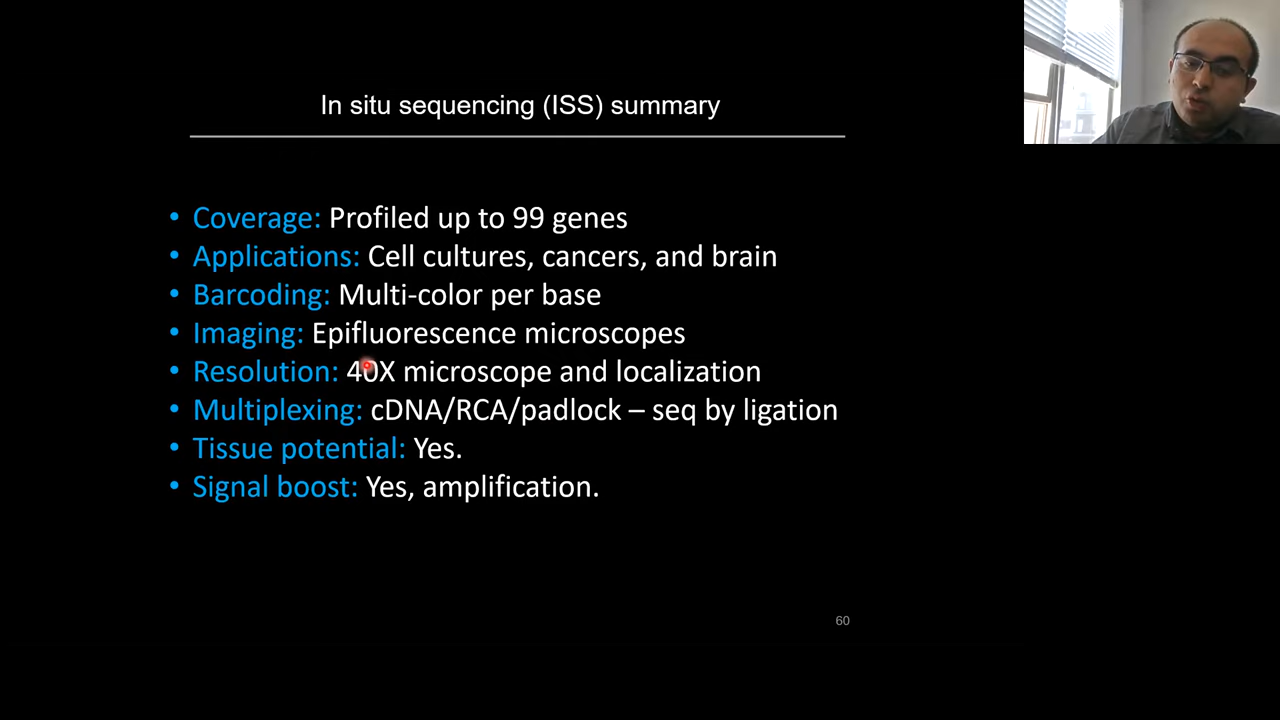 In situ sequencing (ISS) summary
• Coverage: Profiled up to 99 genes
• Applications: Cell cultures, cancers, and brain
• Barcoding: Multi-color per base
• Imaging: Epifluorescence microscopes
• Resolution: 40X microscope and localization
• Multiplexing: cDNA/RCA/padlock – seq by ligation
• Tissue potential: Yes.
• Signal boost: Yes, amplification.
60